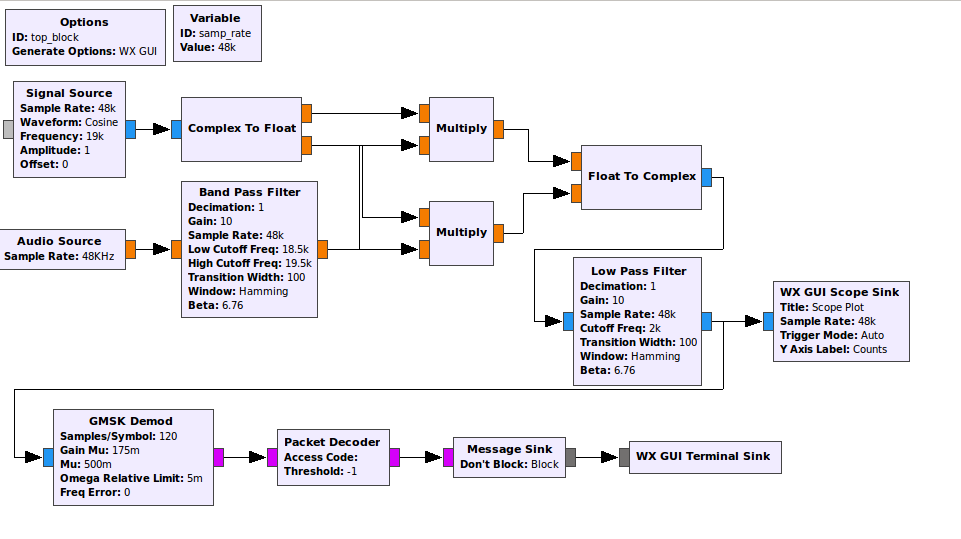 Options
ID: top_block
Generate Options: WX GUI
Variable
ID: samp_rate
Value: 48k
Signal Source
Sample Rate: 48k
Waveform: Cosine
Frequency: 19k
Amplitude: 1
Offset: 0
Complex To Float
Multiply
Float To Complex
Audio Source
Sample Rate: 48KHz
Band Pass Filter
Decimation: 1
Gain: 10
Sample Rate: 48k
Low Cutoff Freq: 18.5k
High Cutoff Freq: 19.5k
Transition Width: 100
Window: Hamming
Beta: 6.76
Multiply
Low Pass Filter
Decimation: 1
Gain: 10
Sample Rate: 48k
Cutoff Freq: 2k
Transition Width: 100
Window: Hamming
Beta: 6.76
WX GUI Scope Sink
Title: Scope Plot
Sample Rate: 48k
Trigger Mode: Auto
Y Axis Label: Counts
GMSK Demod
Samples/Symbol: 120
Gain Mu: 175m
Mu: 500m
Omega Relative Limit: 5m
Freq Error: 0
Packet Decoder
Access Code:
Threshold: -1
Message Sink
Don't Block: Block
WX GUI Terminal Sink